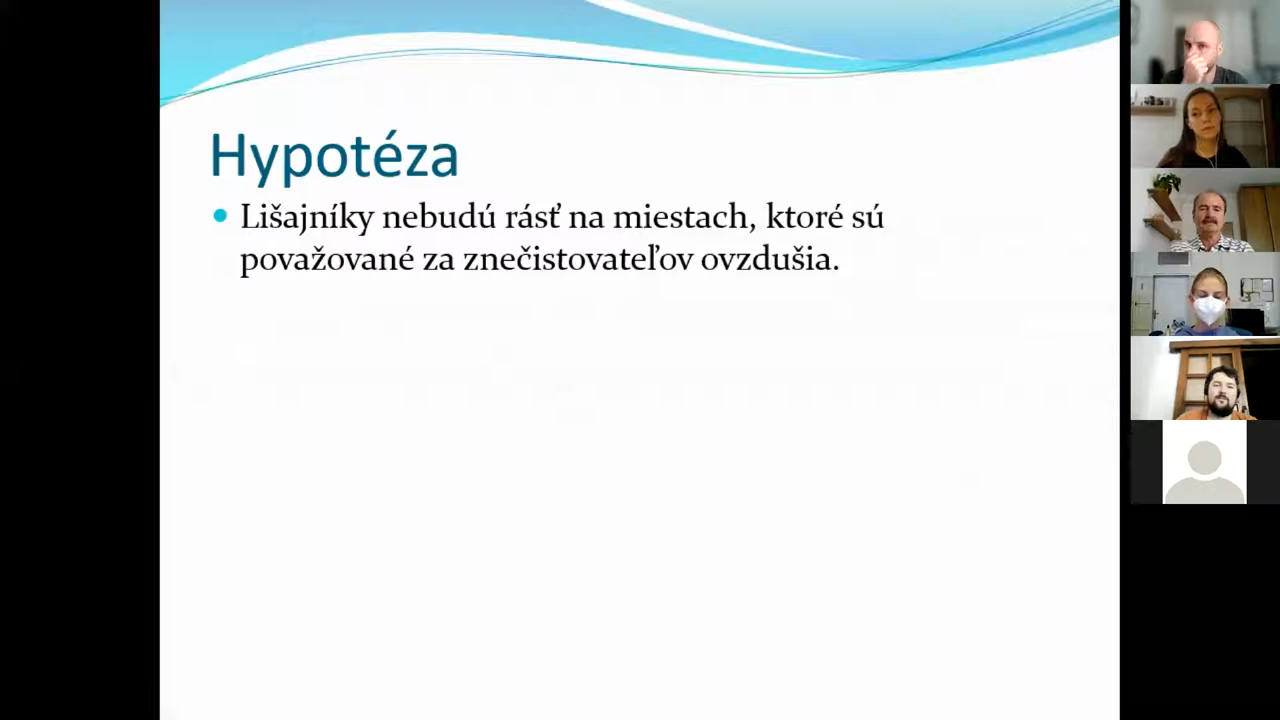 Hypotéza
Lišajníky nebudú rásť na miestach, ktoré sú
považované za znečistovateľov ovzdušia.